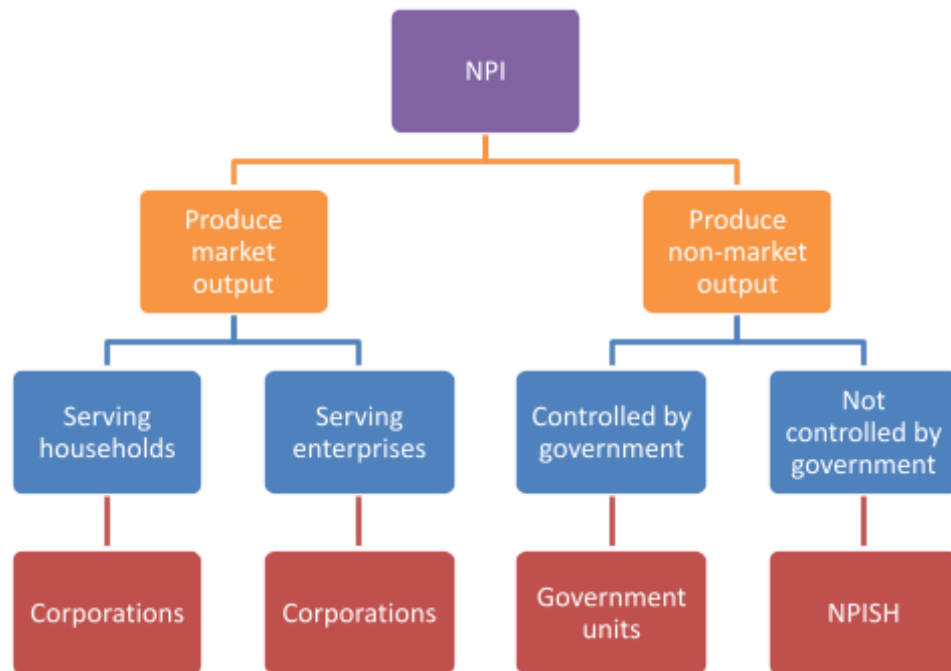 NPI
Produce
market
output
Produce
non-market
output
Serving
households
Serving
enterprises
Controlled by
government
Not
controlled by
government
Corporations
Corporations
Government
units
NPISH